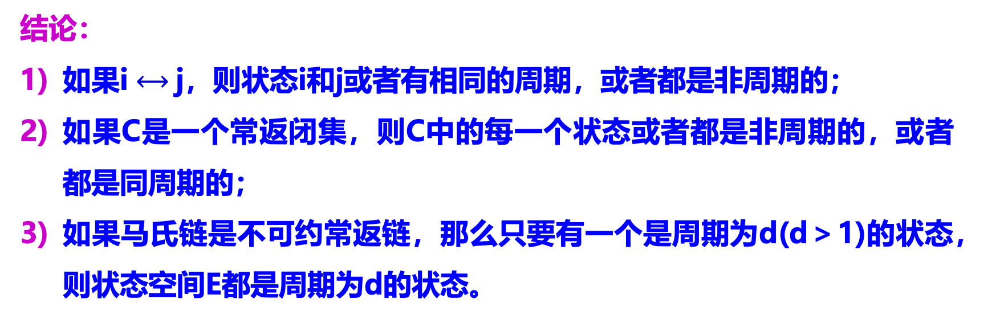 结论：
1) 如果i ↔ j，则状态i和j或者有相同的周期，或者都是非周期的；
2) 如果C是一个常返闭集，则C中的每一个状态或者都是非周期的，或者
都是同周期的；
3) 如果马氏链是不可约常返链，那么只要有一个是周期为d(d＞1)的状态，
则状态空间E都是周期为d的状态。